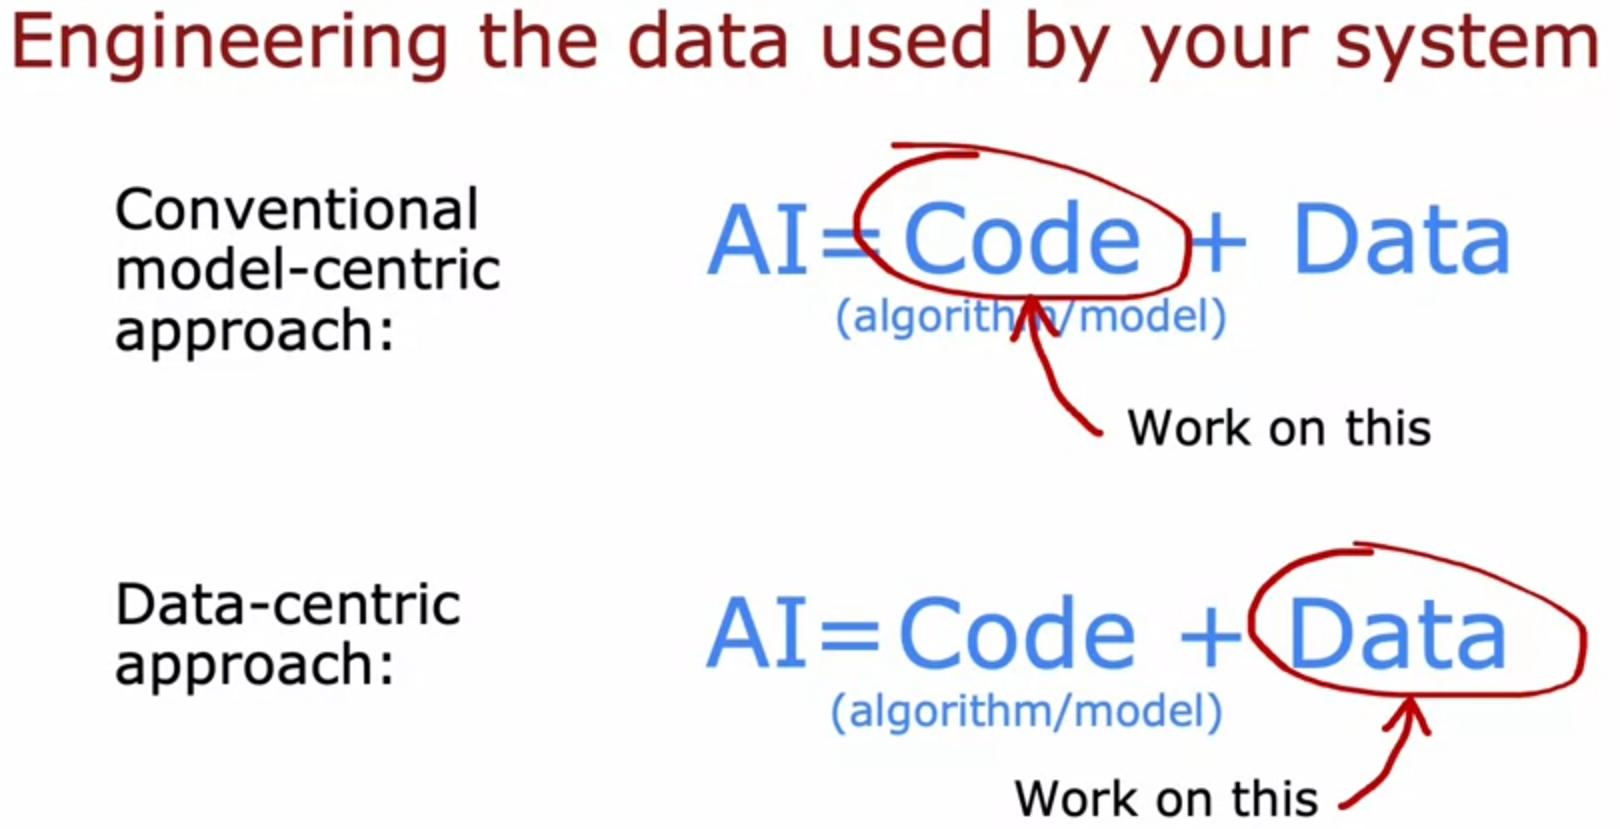 Engineering the data used by your system
Conventional
model-centric
approach:
AI = Code + Data
(algorithm/model)
Work on this
Data-centric
approach:
AI = Code + Data
(algorithm/model)
Work on this